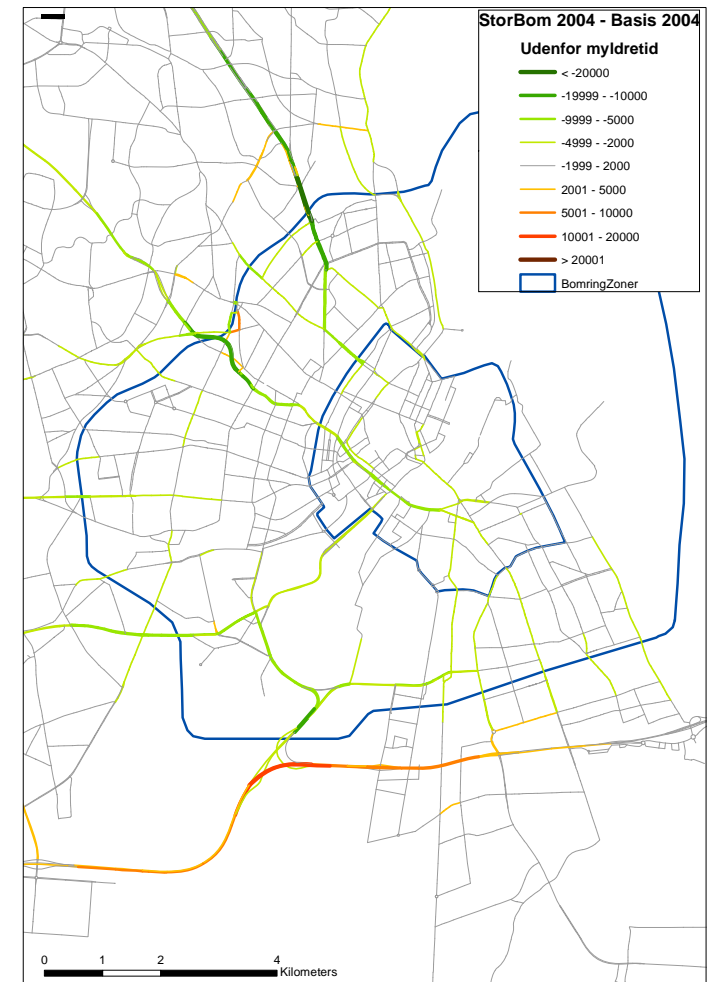 StorBom 2004 - Basis 2004
Udenfor myldretid
< -20000
-19999 - -10000
-9999 - -5000
-4999 - -2000
-1999 - 2000
2001 - 5000
5001 - 10000
10001 - 20000
> 20001
BomringZoner
0 1 2 4
Kilometers